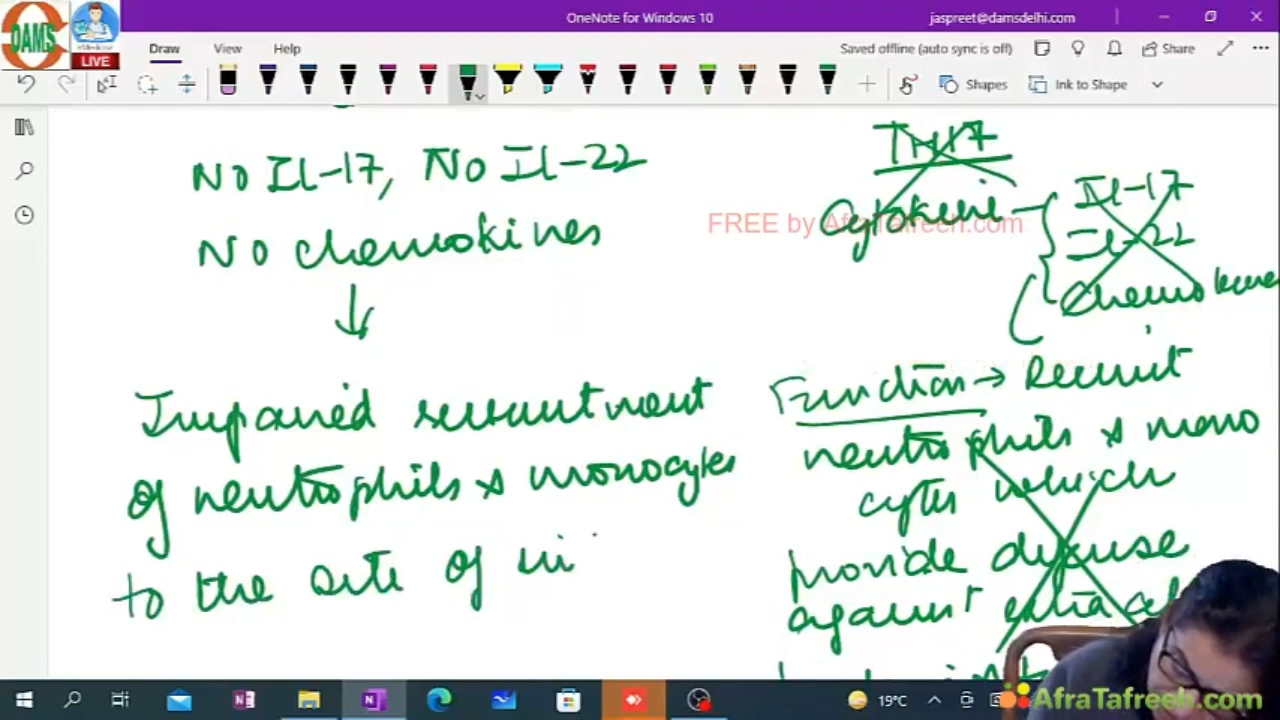 OneNote for Windows 10
jaspreet@damsdelhi.com
DAMS
eMedicoz
LIVE
Draw View Help
Saved offline (auto sync is off)
Share
Shapes
Ink to Shape
No Il-17, No Il-22
No chemokines
↓
Impaired recruitment
of neutrophils & monocytes
to the site of
TH17
Cytokine
Il-17
Il-22
Chemokine
FREE by AfraTafreeh.com
Function → Recruit
neutrophils & mono
cytes which
provide defense
against
19°C
AfraTafreeh.com